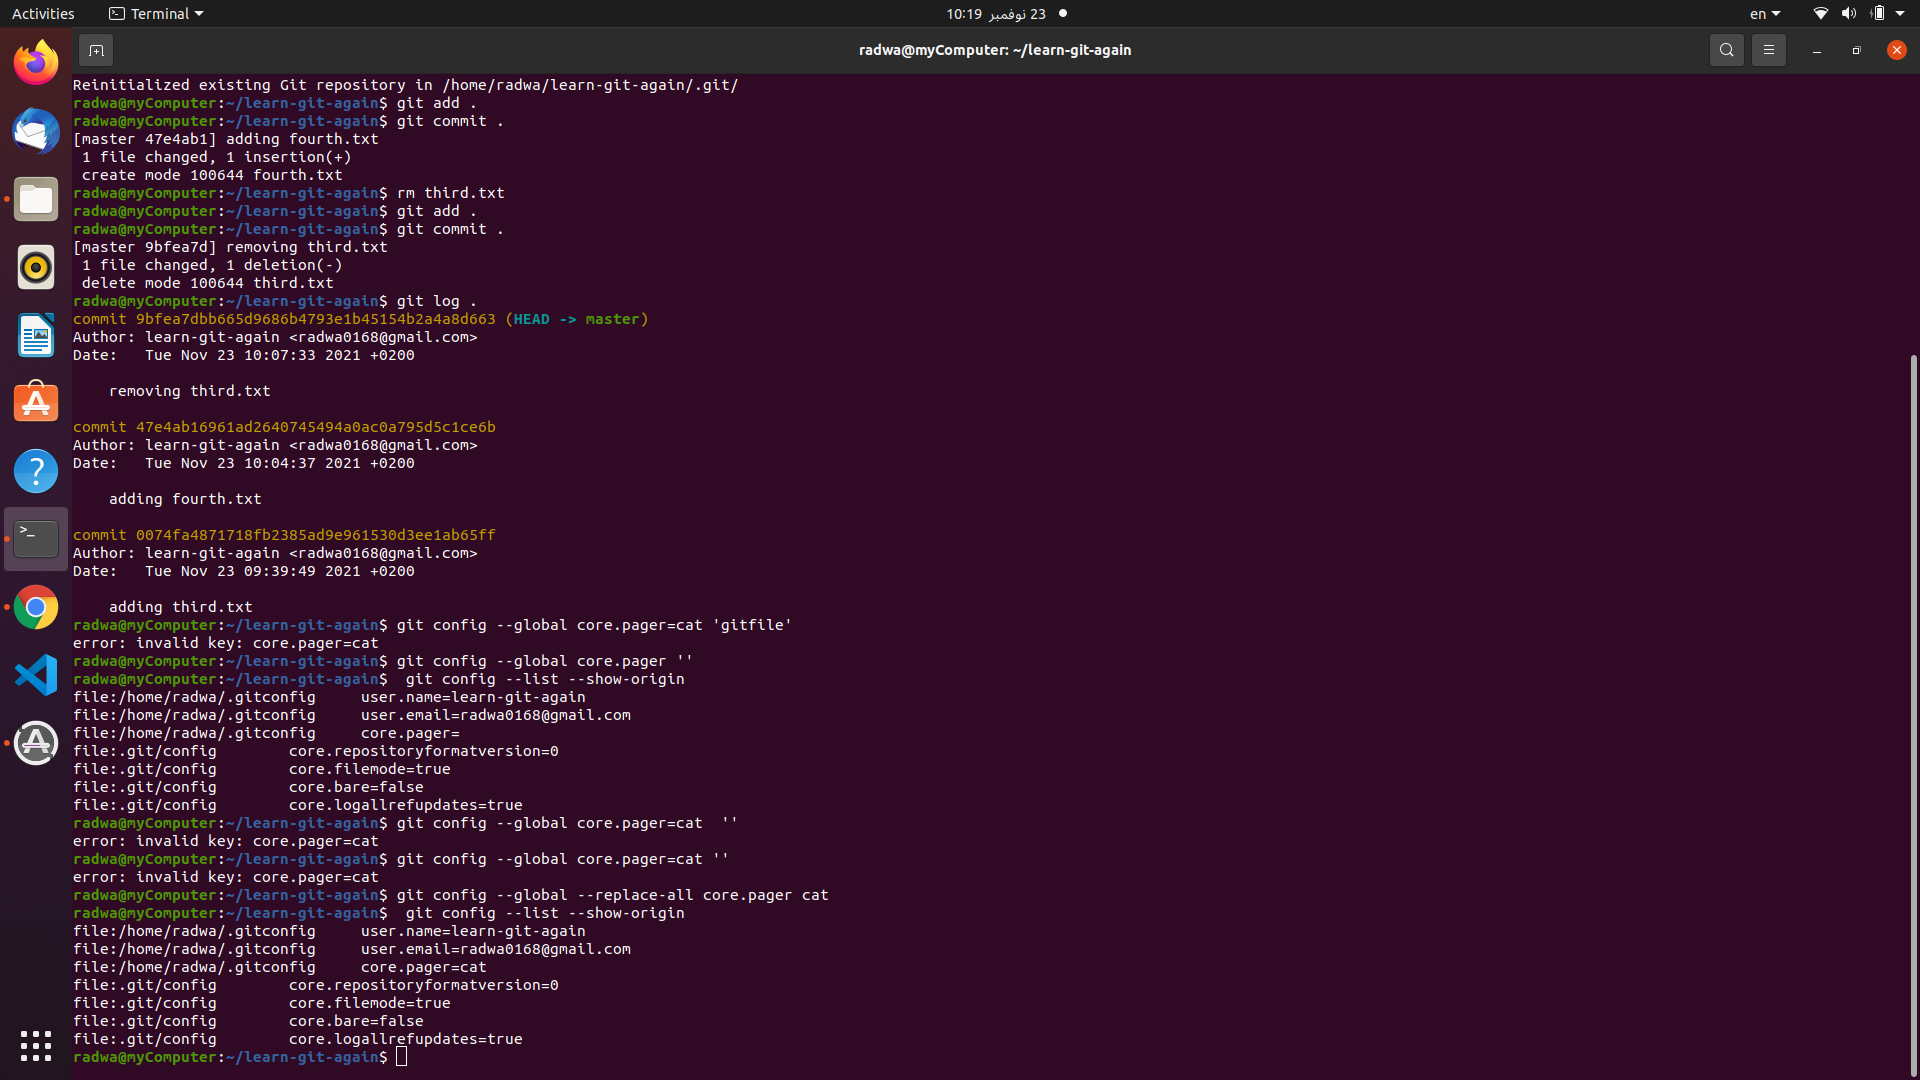 Activities
Terminal
23 نوفمبر 10:19
en
radwa@myComputer: ~/learn-git-again
Reinitialized existing Git repository in /home/radwa/learn-git-again/.git/
radwa@myComputer:~/learn-git-again$ git add .
radwa@myComputer:~/learn-git-again$ git commit .
[master 47e4ab1] adding fourth.txt
 1 file changed, 1 insertion(+)
 create mode 100644 fourth.txt
radwa@myComputer:~/learn-git-again$ rm third.txt
radwa@myComputer:~/learn-git-again$ git add .
radwa@myComputer:~/learn-git-again$ git commit .
[master 9bfea7d] removing third.txt
 1 file changed, 1 deletion(-)
 delete mode 100644 third.txt
radwa@myComputer:~/learn-git-again$ git log .
commit 9bfea7dbb665d9686b4793e1b45154b2a4a8d663 (HEAD -> master)
Author: learn-git-again <radwa0168@gmail.com>
Date:   Tue Nov 23 10:07:33 2021 +0200
    removing third.txt
commit 47e4ab16961ad2640745494a0ac0a795d5c1ce6b
Author: learn-git-again <radwa0168@gmail.com>
Date:   Tue Nov 23 10:04:37 2021 +0200
    adding fourth.txt
commit 0074fa4871718fb2385ad9e961530d3ee1ab65ff
Author: learn-git-again <radwa0168@gmail.com>
Date:   Tue Nov 23 09:39:49 2021 +0200
    adding third.txt
radwa@myComputer:~/learn-git-again$ git config --global core.pager=cat 'gitfile'
error: invalid key: core.pager=cat
radwa@myComputer:~/learn-git-again$ git config --global core.pager ''
radwa@myComputer:~/learn-git-again$  git config --list --show-origin
file:/home/radwa/.gitconfig     user.name=learn-git-again
file:/home/radwa/.gitconfig     user.email=radwa0168@gmail.com
file:/home/radwa/.gitconfig     core.pager=
file:.git/config        core.repositoryformatversion=0
file:.git/config        core.filemode=true
file:.git/config        core.bare=false
file:.git/config        core.logallrefupdates=true
radwa@myComputer:~/learn-git-again$ git config --global core.pager=cat  ''
error: invalid key: core.pager=cat
radwa@myComputer:~/learn-git-again$ git config --global core.pager=cat ''
error: invalid key: core.pager=cat
radwa@myComputer:~/learn-git-again$ git config --global --replace-all core.pager cat
radwa@myComputer:~/learn-git-again$  git config --list --show-origin
file:/home/radwa/.gitconfig     user.name=learn-git-again
file:/home/radwa/.gitconfig     user.email=radwa0168@gmail.com
file:/home/radwa/.gitconfig     core.pager=cat
file:.git/config        core.repositoryformatversion=0
file:.git/config        core.filemode=true
file:.git/config        core.bare=false
file:.git/config        core.logallrefupdates=true
radwa@myComputer:~/learn-git-again$